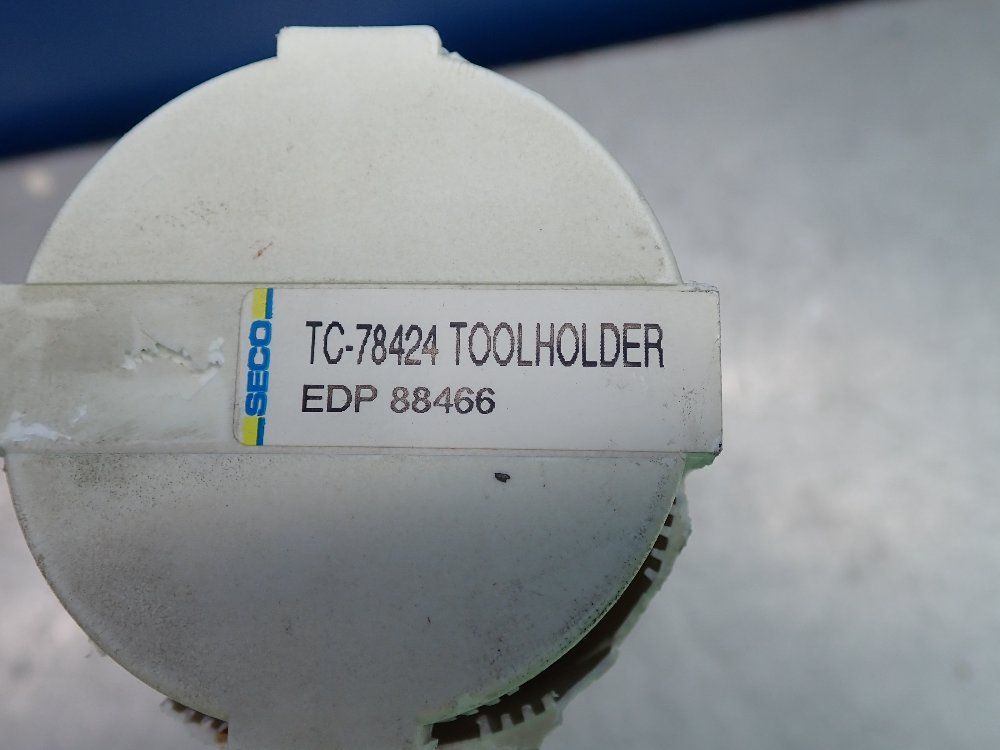 SECO
TC-78424 TOOLHOLDER
EDP 88466